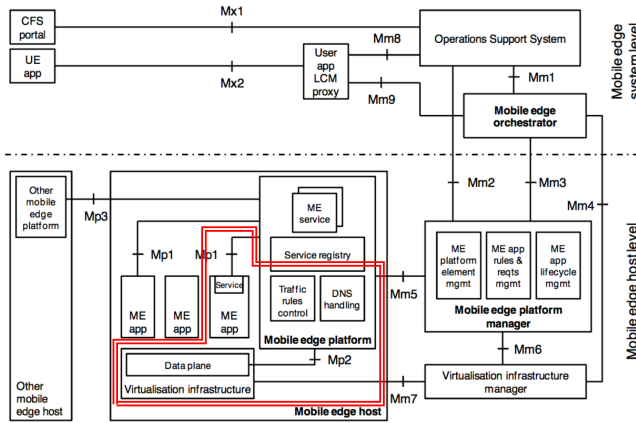 CFS
portal
Mx1
UE
app
Mx2
User
app
LCM
proxy
Mm8
Mm9
Operations Support System
Mm1
Mobile edge
orchestrator
Mobile edge
system level
Mm2
Mm3
Mm4
Other
mobile
edge
platform
Mp3
ME
service
Service registry
Mp1
Mp1
Service
ME
app
ME
app
ME
app
Traffic
rules
control
DNS
handling
Mobile edge platform
Mp2
Data plane
Virtualisation infrastructure
Mobile edge host
Other
mobile
edge host
Mm5
ME
platform
element
mgmt
ME app
rules &
reqts
mgmt
ME
app
lifecycle
mgmt
Mobile edge platform
manager
Mm6
Mm7
Virtualisation infrastructure
manager
Mobile edge host level